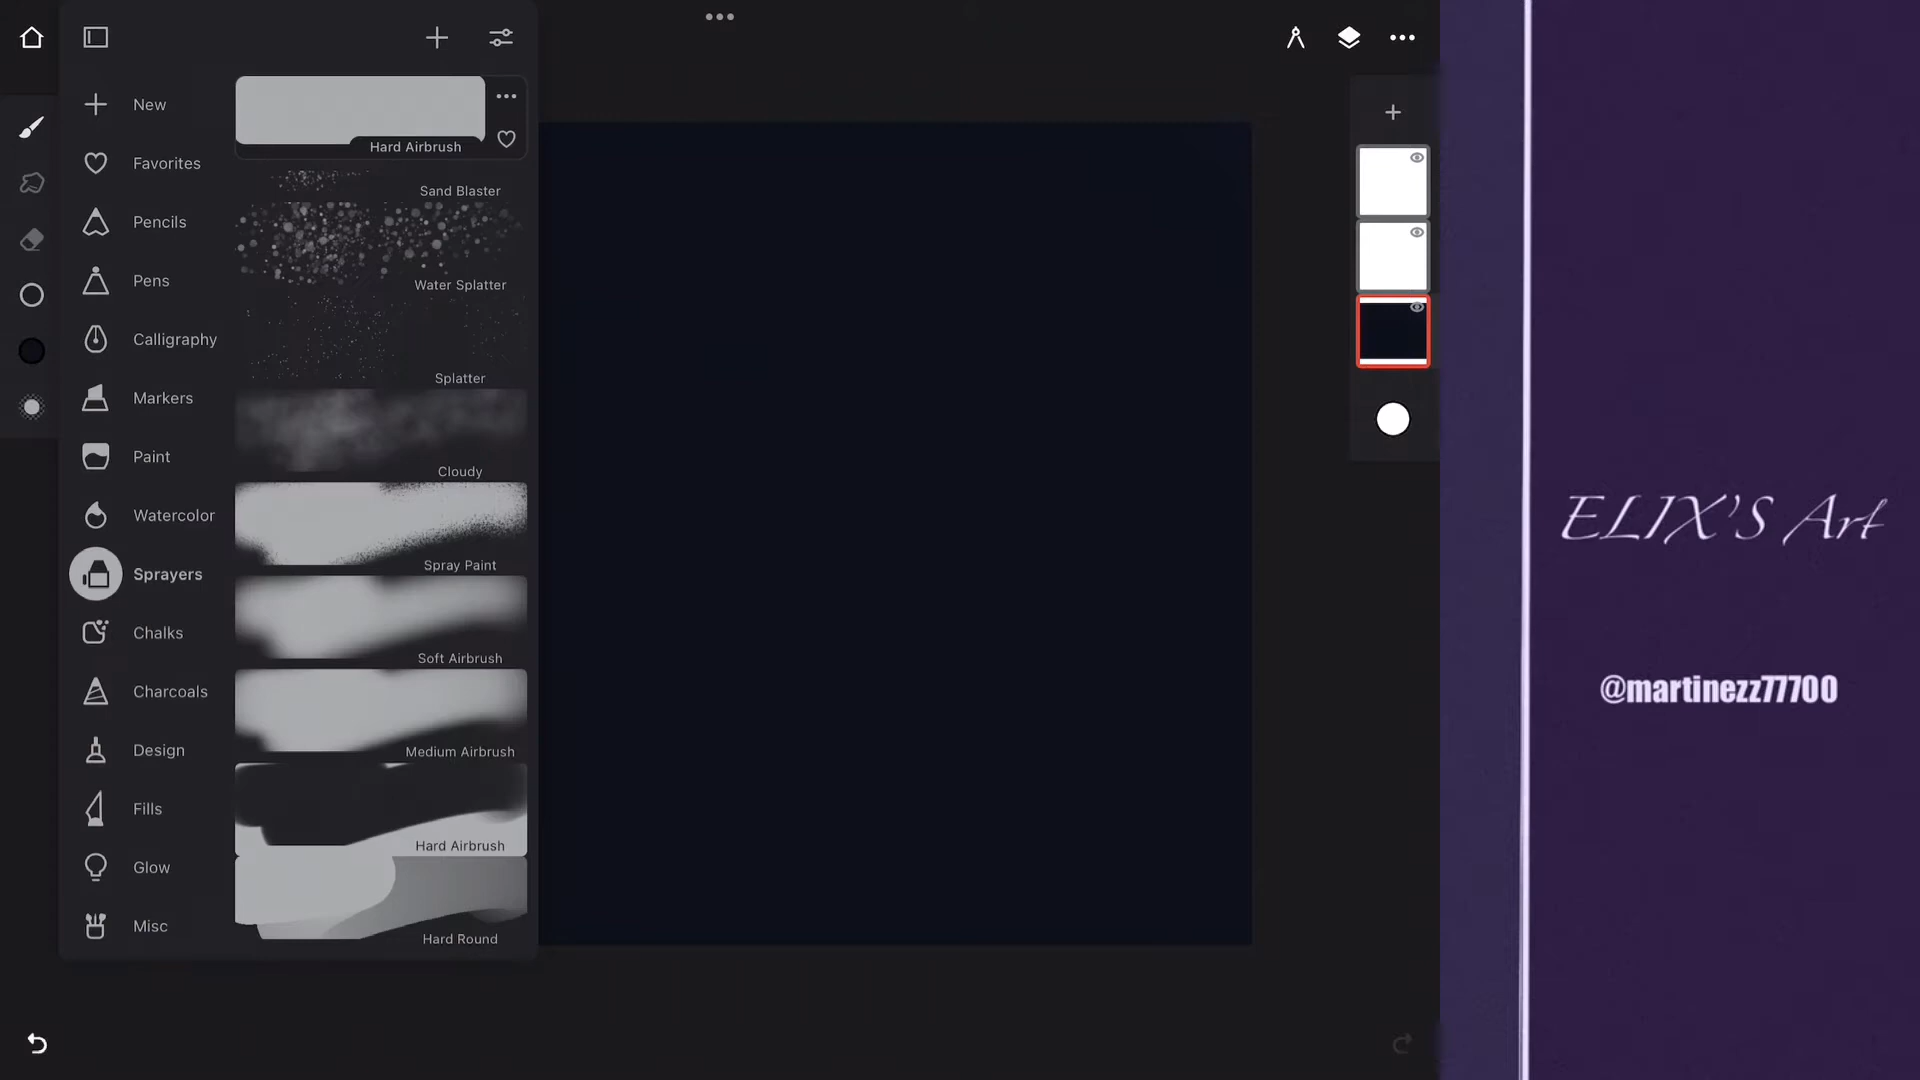 New
Favorites
Pencils
Pens
Calligraphy
Markers
Paint
Watercolor
Sprayers
Chalks
Charcoals
Design
Fills
Glow
Misc
Hard Airbrush
Sand Blaster
Water Splatter
Splatter
Cloudy
Spray Paint
Soft Airbrush
Medium Airbrush
Hard Airbrush
Hard Round
ELIX'S Art
@martinezz77700